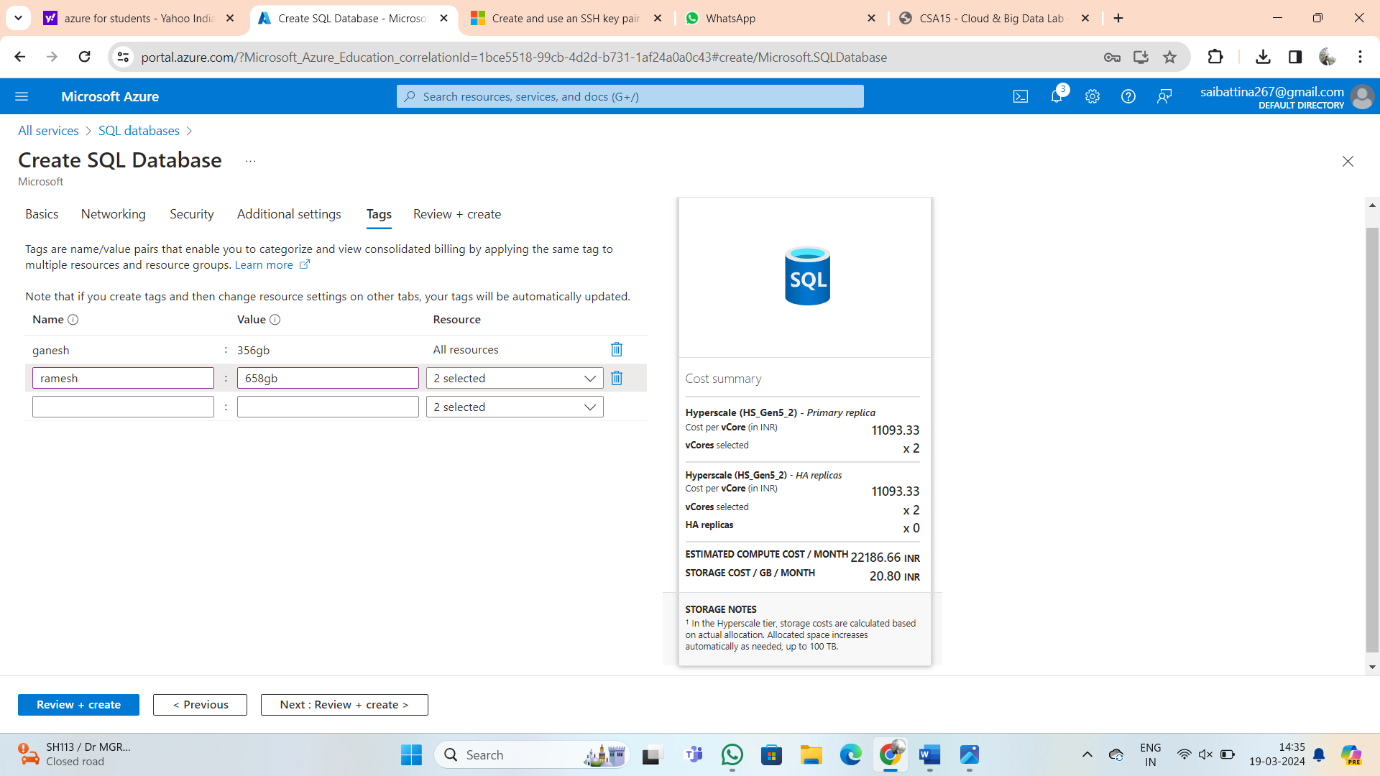 azure for students - Yahoo India
Create SQL Database - Microsoft
Create and use an SSH key pair
WhatsApp
CSA15 - Cloud & Big Data Lab
portal.azure.com/?Microsoft_Azure_Education_correlationId=1bce5518-99cb-4d2d-b731-1af24a0a0c43#create/Microsoft.SQLDatabase
Microsoft Azure
Search resources, services, and docs (G+/)
3
saibattina267@gmail.com
DEFAULT DIRECTORY
All services > SQL databases >
Create SQL Database ...
Microsoft
Basics Networking Security Additional settings Tags Review + create
Tags are name/value pairs that enable you to categorize and view consolidated billing by applying the same tag to
multiple resources and resource groups. Learn more
Note that if you create tags and then change resource settings on other tabs, your tags will be automatically updated.
Name Value Resource
ganesh : 356gb All resources
ramesh : 658gb 2 selected
: 2 selected
SQL
Cost summary
Hyperscale (HS_Gen5_2) - Primary replica
Cost per vCore (in INR) 11093.33
vCores selected x 2
Hyperscale (HS_Gen5_2) - HA replicas
Cost per vCore (in INR) 11093.33
vCores selected x 2
HA replicas x 0
ESTIMATED COMPUTE COST / MONTH 22186.66 INR
STORAGE COST / GB / MONTH 20.80 INR
STORAGE NOTES
¹ In the Hyperscale tier, storage costs are calculated based
on actual allocation. Allocated space increases
automatically as needed, up to 100 TB.
Review + create
< Previous
Next : Review + create >
SH113 / Dr MGR...
Closed road
Search
ENG
IN
14:35
19-03-2024
PRE